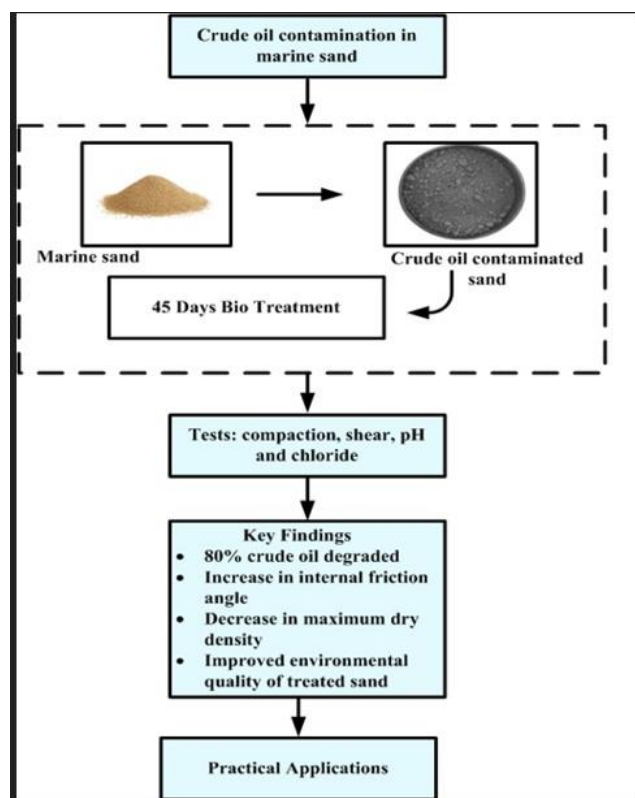 Crude oil contamination in
marine sand
Marine sand
Crude oil contaminated
sand
45 Days Bio Treatment
Tests: compaction, shear, pH
and chloride
Key Findings
• 80% crude oil degraded
• Increase in internal friction
angle
• Decrease in maximum dry
density
• Improved environmental
quality of treated sand
Practical Applications